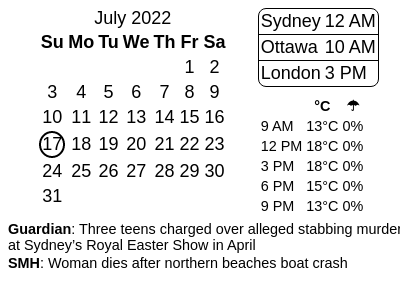 July 2022
Su Mo Tu We Th Fr Sa
1 2
3 4 5 6 7 8 9
10 11 12 13 14 15 16
17 18 19 20 21 22 23
24 25 26 27 28 29 30
31
Sydney 12 AM
Ottawa 10 AM
London 3 PM
°C ☂
9 AM 13°C 0%
12 PM 18°C 0%
3 PM 18°C 0%
6 PM 15°C 0%
9 PM 13°C 0%
Guardian: Three teens charged over alleged stabbing murder
at Sydney’s Royal Easter Show in April
SMH: Woman dies after northern beaches boat crash